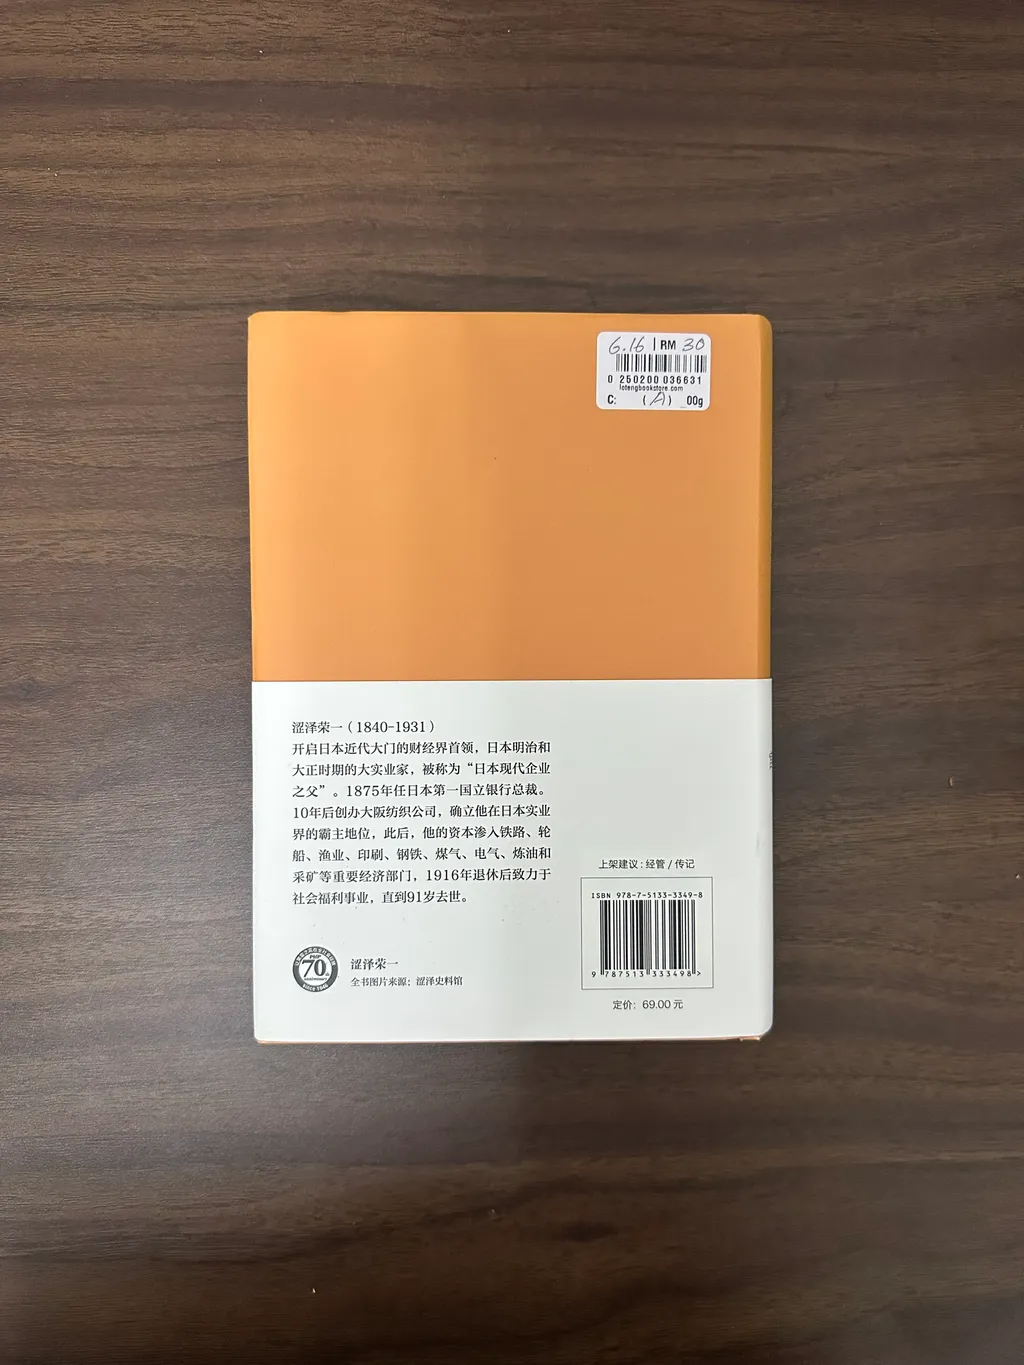 6.16 | RM 30
0 250200 036631
lotengbookstore.com
C: (A) 00g
涩泽荣一（1840-1931）
开启日本近代大门的财经界首领，日本明治和
大正时期的大实业家，被称为“日本现代企业
之父”。1875年任日本第一国立银行总裁。
10年后创办大阪纺织公司，确立他在日本实业
界的霸主地位，此后，他的资本渗入铁路、轮
船、渔业、印刷、钢铁、煤气、电气、炼油和
采矿等重要经济部门，1916年退休后致力于
社会福利事业，直到91岁去世。
PHP
70
since 1946
涩泽荣一
全书图片来源：涩泽史料馆
上架建议：经管 / 传记
ISBN 978-7-5133-3349-8
9 787513 333498 >
定价：69.00 元